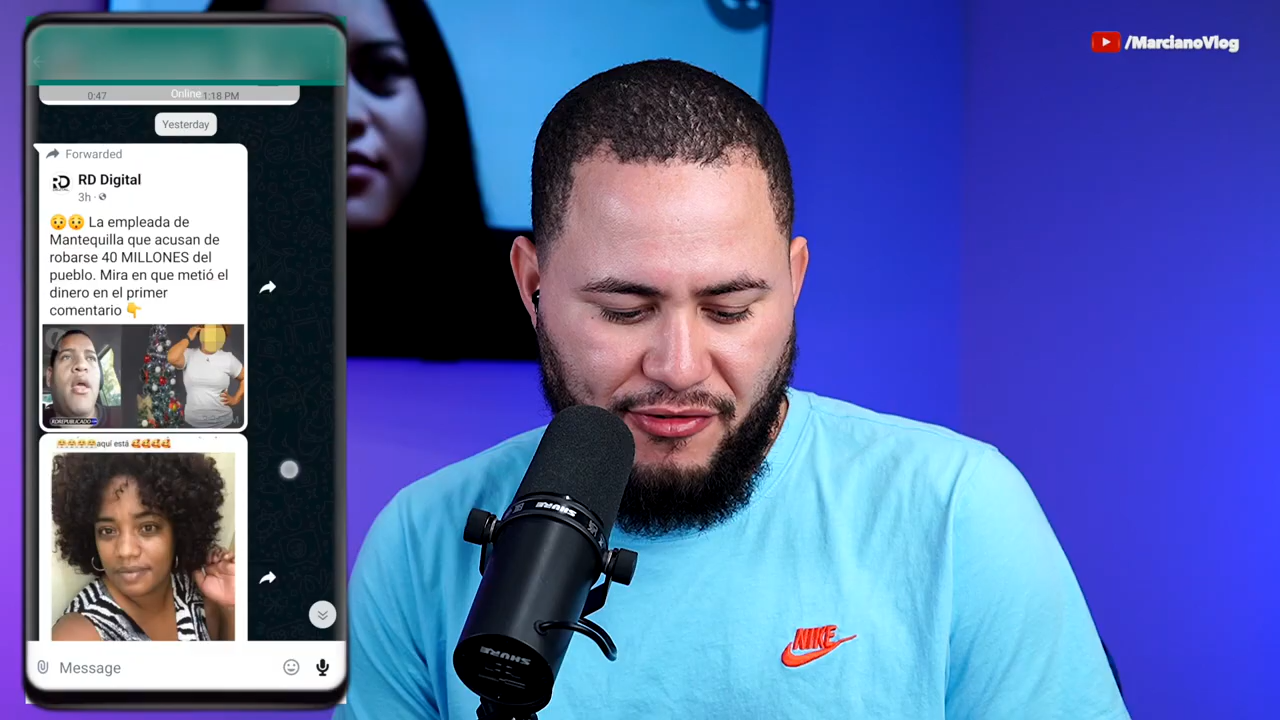 /MarcianoVlog
0:47
Online
1:18 PM
Yesterday
Forwarded
RD
RD Digital
3h
😯😯 La empleada de
Mantequilla que acusan de
robarse 40 MILLONES del
pueblo. Mira en que metió el
dinero en el primer
comentario 👇
aquí está 🥰🥰🥰🥰
Message
SHURE
SHURE
NIKE